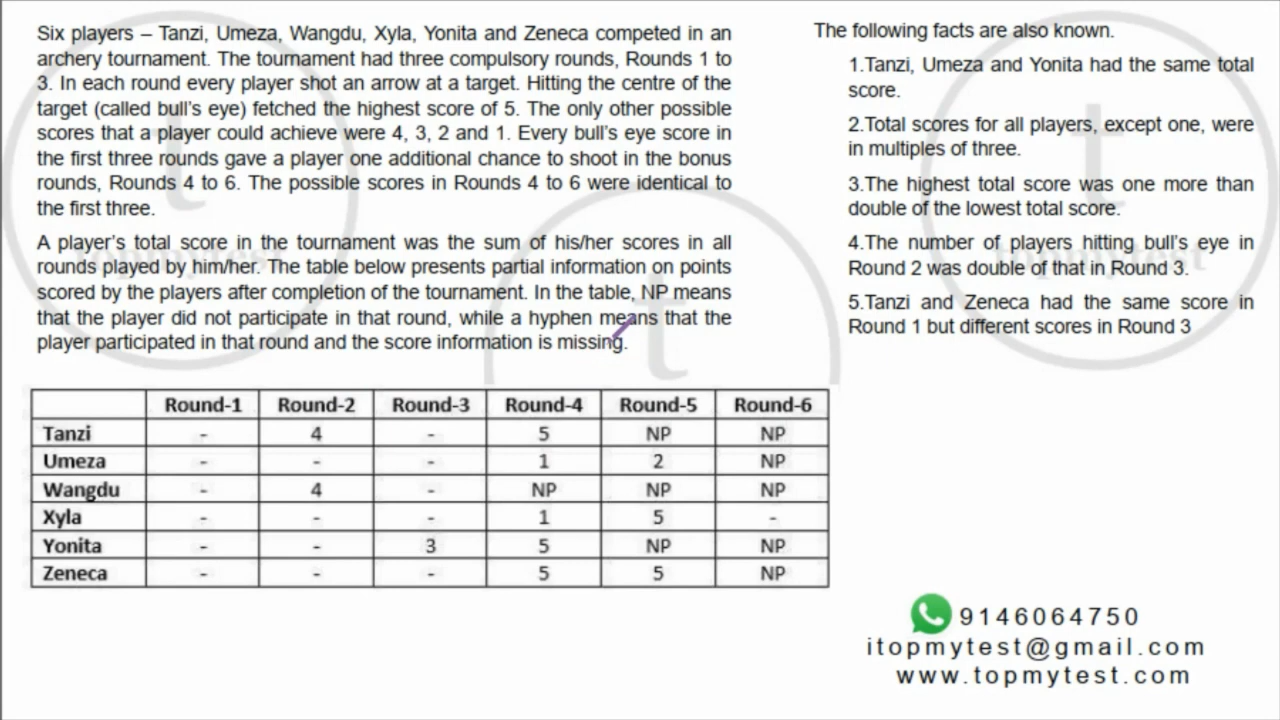 Six players – Tanzi, Umeza, Wangdu, Xyla, Yonita and Zeneca competed in an
archery tournament. The tournament had three compulsory rounds, Rounds 1 to
3. In each round every player shot an arrow at a target. Hitting the centre of the
target (called bull's eye) fetched the highest score of 5. The only other possible
scores that a player could achieve were 4, 3, 2 and 1. Every bull's eye score in
the first three rounds gave a player one additional chance to shoot in the bonus
rounds, Rounds 4 to 6. The possible scores in Rounds 4 to 6 were identical to
the first three.
A player's total score in the tournament was the sum of his/her scores in all
rounds played by him/her. The table below presents partial information on points
scored by the players after completion of the tournament. In the table, NP means
that the player did not participate in that round, while a hyphen means that the
player participated in that round and the score information is missing.
The following facts are also known.
1.Tanzi, Umeza and Yonita had the same total
score.
2.Total scores for all players, except one, were
in multiples of three.
3.The highest total score was one more than
double of the lowest total score.
4.The number of players hitting bull's eye in
Round 2 was double of that in Round 3.
5.Tanzi and Zeneca had the same score in
Round 1 but different scores in Round 3
Round-1 Round-2 Round-3 Round-4 Round-5 Round-6
Tanzi - 4 - 5 NP NP
Umeza - - - 1 2 NP
Wangdu - 4 - NP NP NP
Xyla - - - 1 5 -
Yonita - - 3 5 NP NP
Zeneca - - - 5 5 NP
9146064750
itopmytest@gmail.com
www.topmytest.com